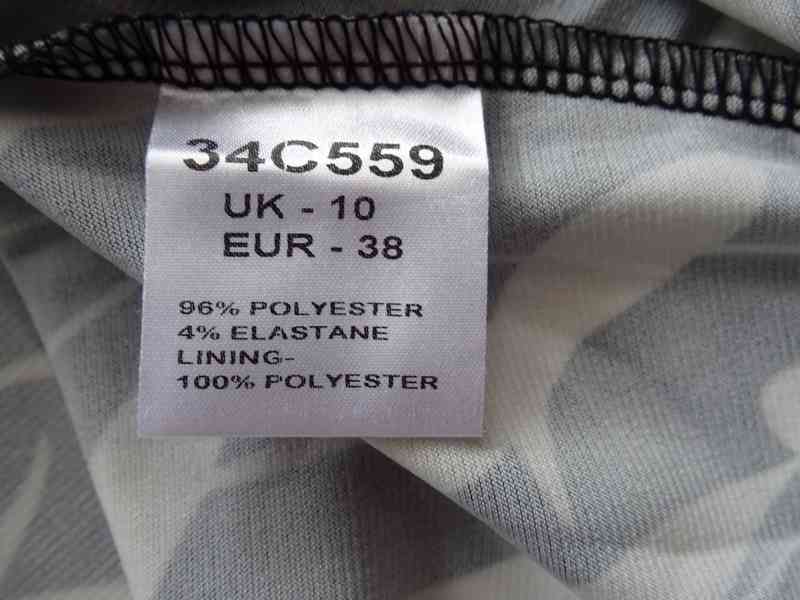 34C559
UK - 10
EUR - 38
96% POLYESTER
4% ELASTANE
LINING-
100% POLYESTER